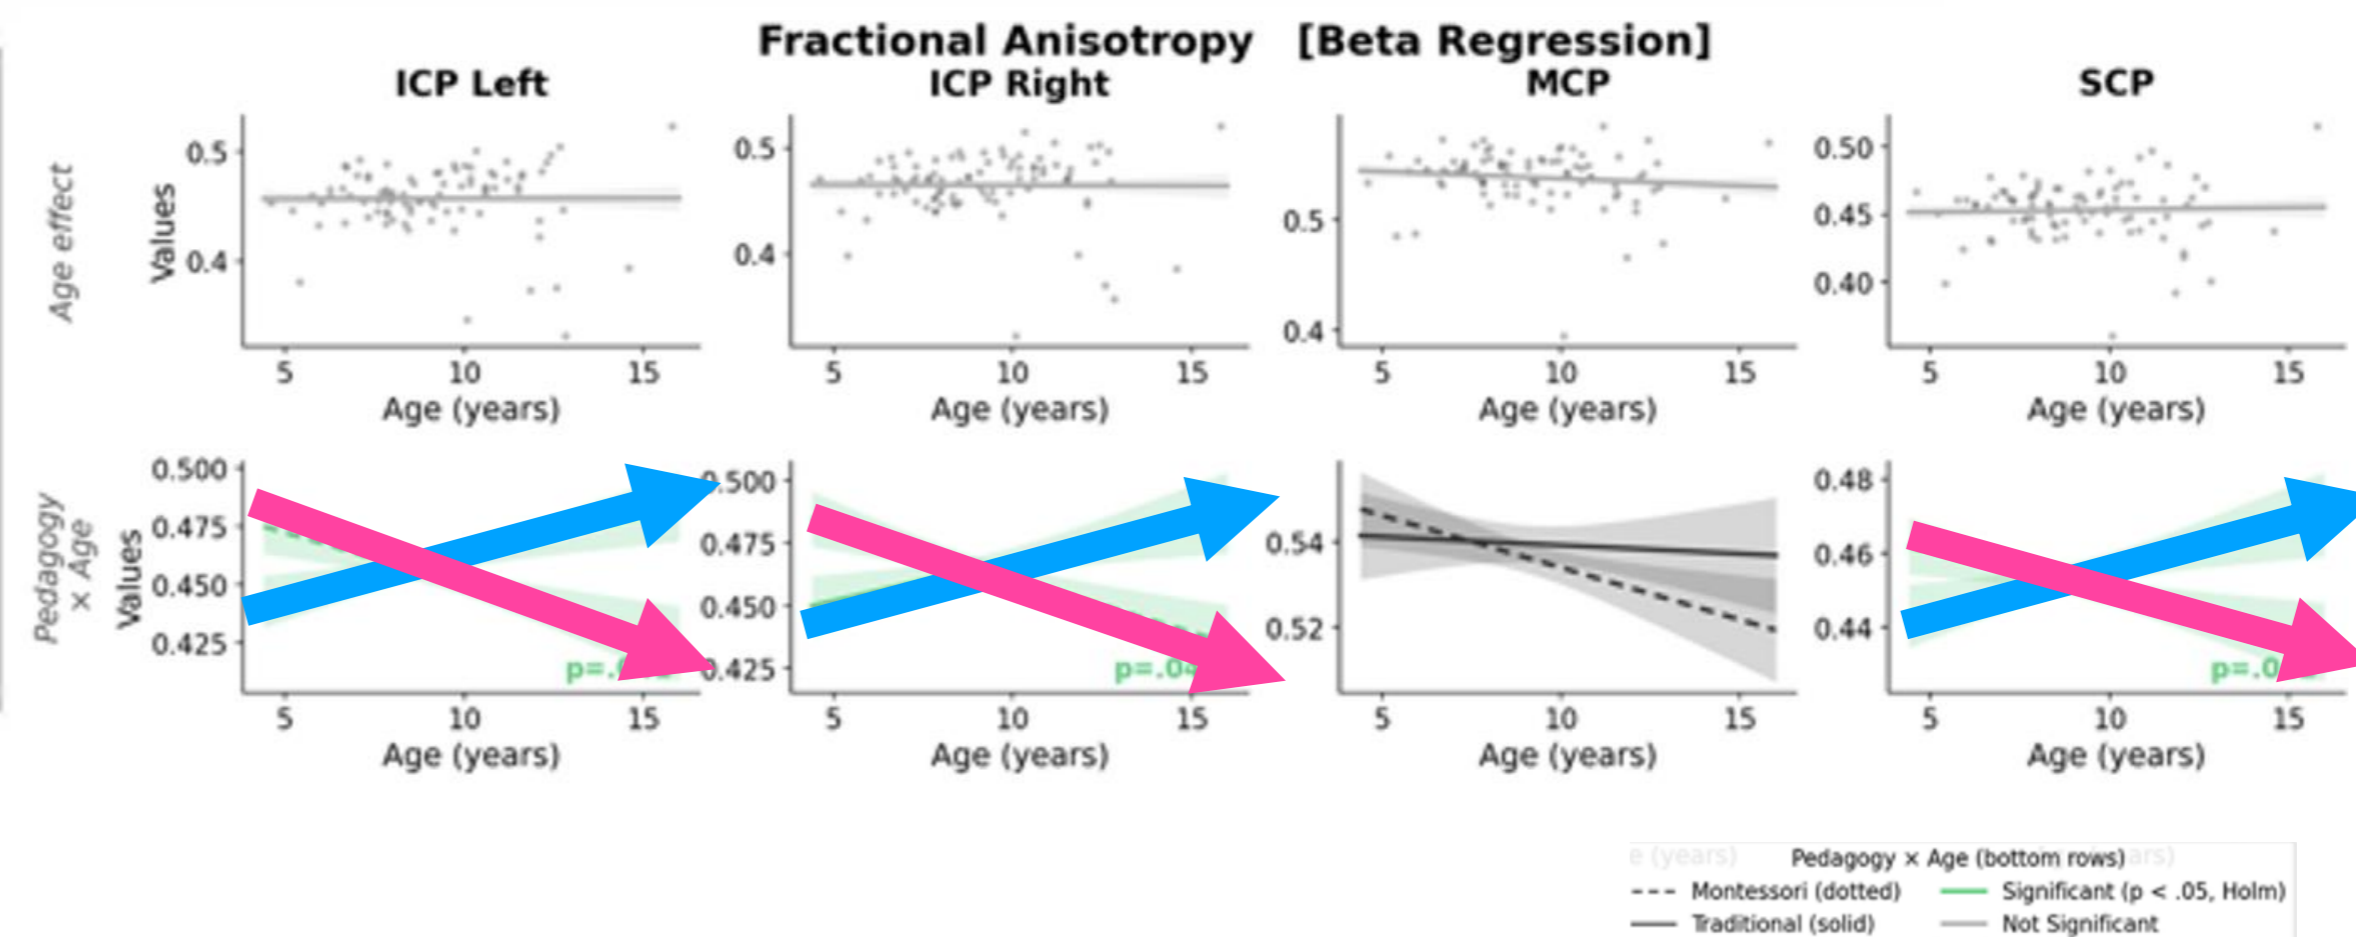 Fractional Anisotropy [Beta Regression]
ICP Left ICP Right MCP SCP
Age effect
Values
0.5
0.4
5 10 15
Age (years)
0.5
0.4
5 10 15
Age (years)
0.5
0.4
5 10 15
Age (years)
0.50
0.45
0.40
5 10 15
Age (years)
Pedagogy
× Age
Values
0.500
0.475
0.450
0.425
5 10 15
Age (years)
0.500
0.475
0.450
0.425
p=.04
5 10 15
Age (years)
0.54
0.52
5 10 15
Age (years)
0.48
0.46
0.44
p=.0
5 10 15
Age (years)
e (years)
Pedagogy × Age (bottom rows)
Montessori (dotted) Significant (p < .05, Holm)
Traditional (solid) Not Significant